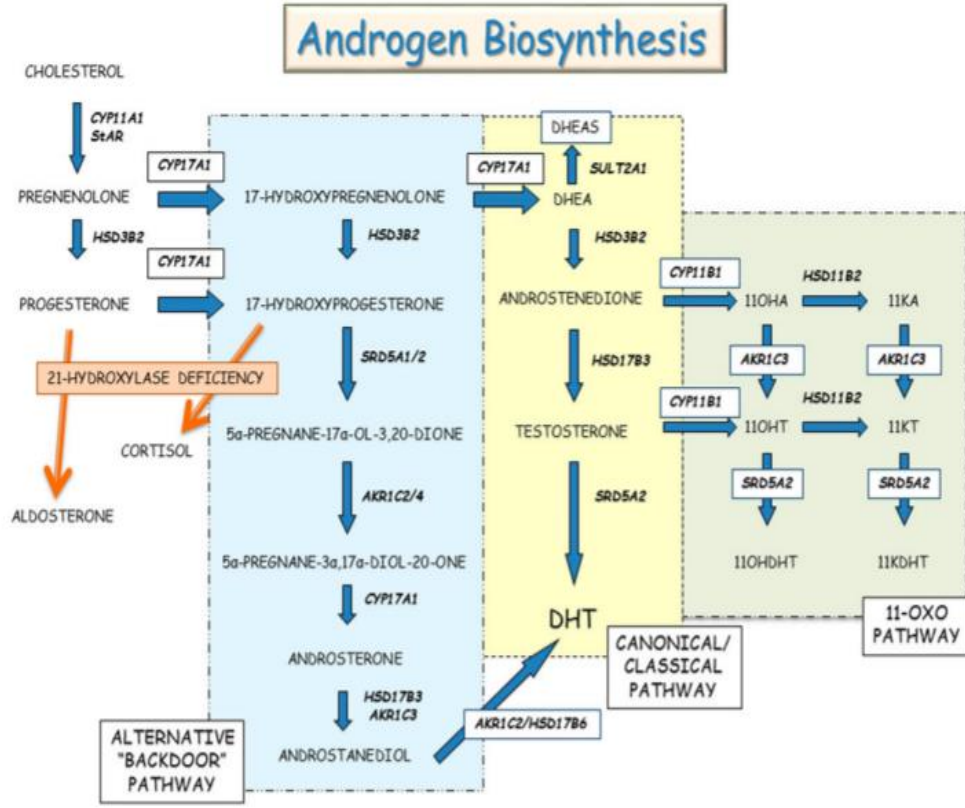 Androgen Biosynthesis
CHOLESTEROL
CYP11A1
StAR
DHEAS
CYP17A1
CYP17A1
SULT2A1
PREGNENOLONE
17-HYDROXYPREGNENOLONE
DHEA
HSD3B2
HSD3B2
HSD3B2
CYP17A1
CYP11B1
HSD11B2
PROGESTERONE
17-HYDROXYPROGESTERONE
ANDROSTENEDIONE
11OHA
11KA
SRD5A1/2
HSD17B3
AKR1C3
AKR1C3
21-HYDROXYLASE DEFICIENCY
CYP11B1
HSD11B2
CORTISOL
5a-PREGNANE-17a-OL-3,20-DIONE
TESTOSTERONE
11OHT
11KT
AKR1C2/4
SRD5A2
SRD5A2
SRD5A2
ALDOSTERONE
5a-PREGNANE-3a,17a-DIOL-20-ONE
11OHDHT
11KDHT
CYP17A1
DHT
11-OXO
PATHWAY
CANONICAL/
CLASSICAL
PATHWAY
ANDROSTERONE
HSD17B3
AKR1C3
AKR1C2/HSD17B6
ALTERNATIVE
"BACKDOOR"
PATHWAY
ANDROSTANEDIOL